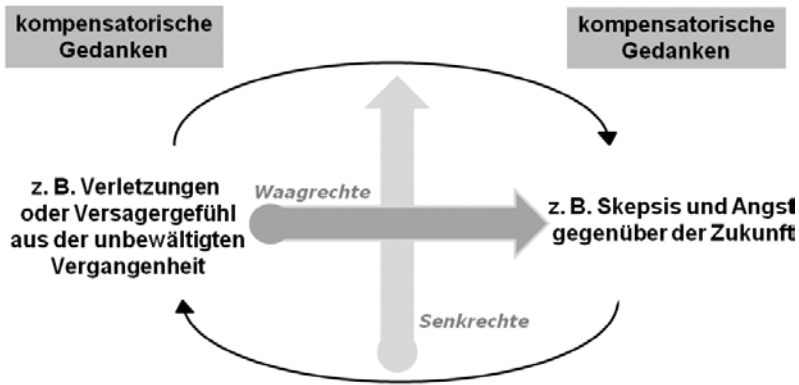 kompensatorische
Gedanken
kompensatorische
Gedanken
z. B. Verletzungen
oder Versagergefühl
aus der unbewältigten
Vergangenheit
Waagrechte
z. B. Skepsis und Angst
gegenüber der Zukunft
Senkrechte